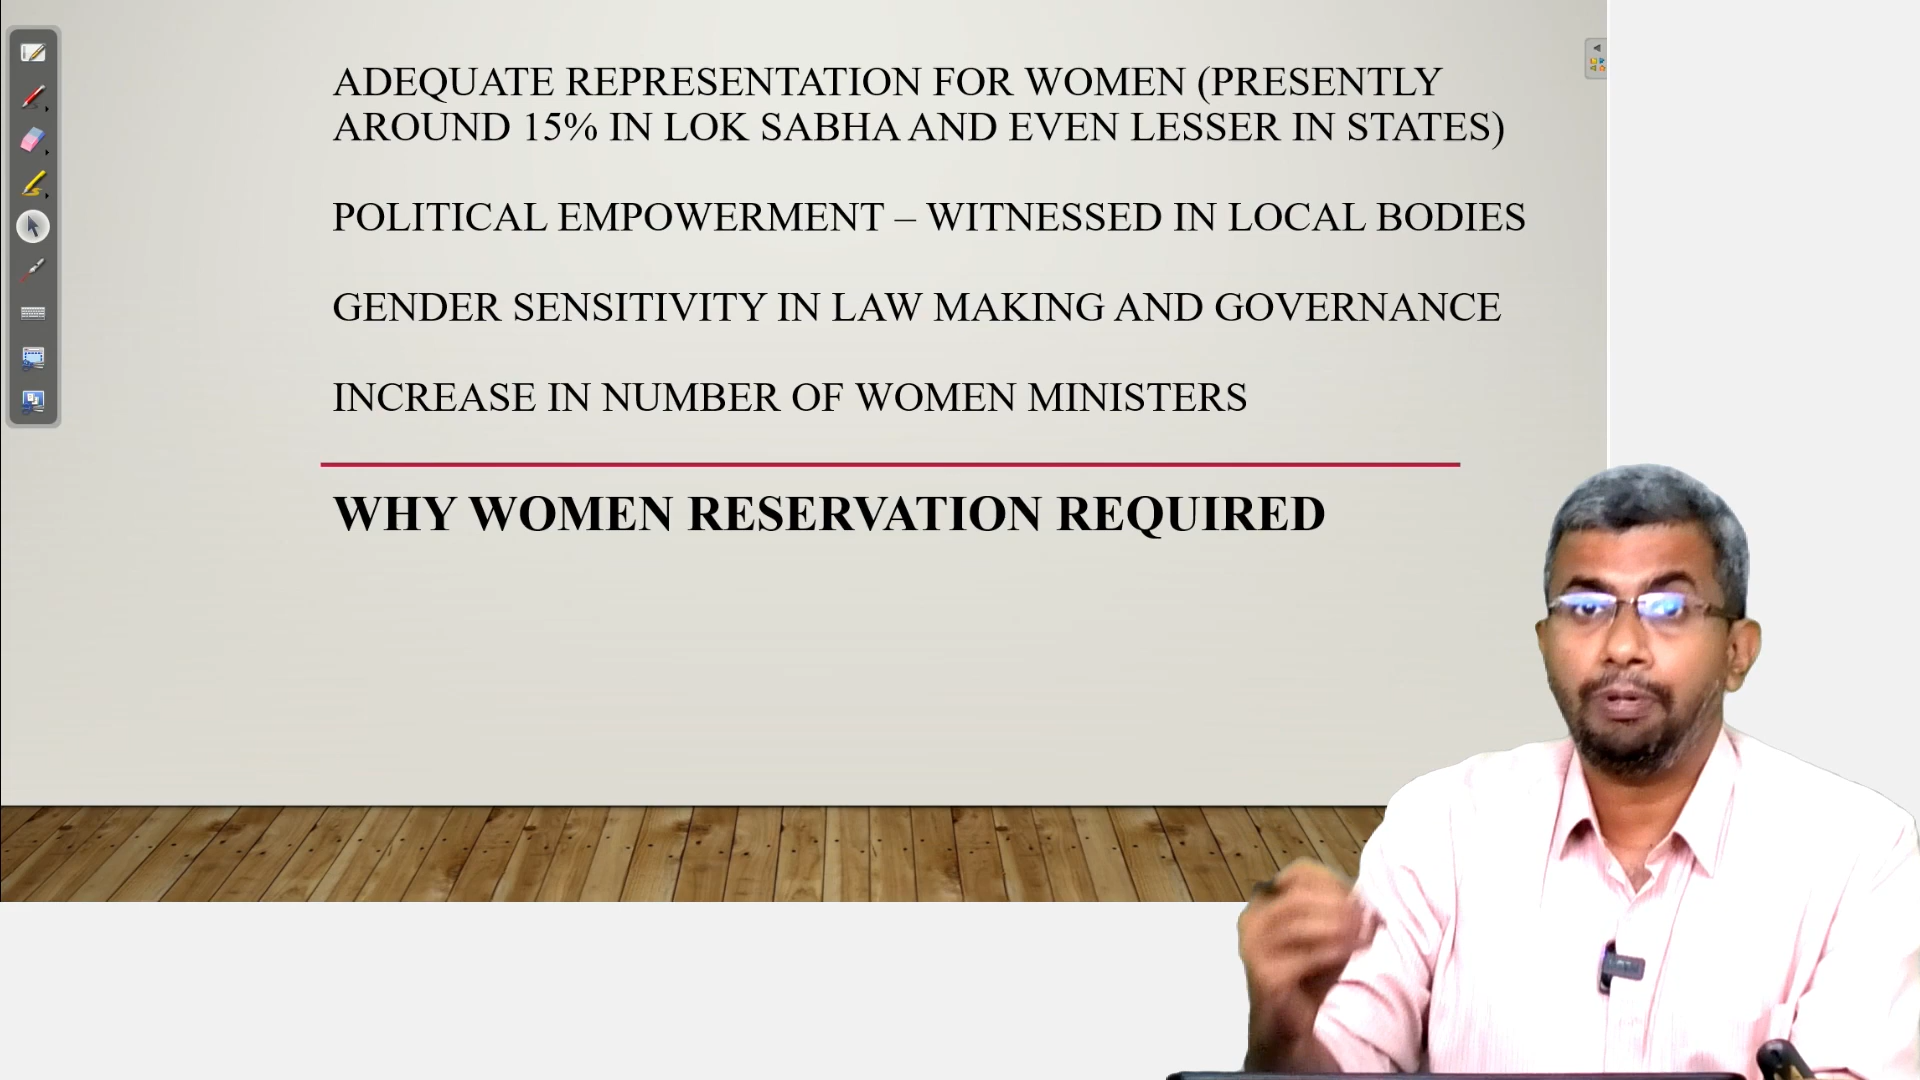 ADEQUATE REPRESENTATION FOR WOMEN (PRESENTLY
AROUND 15% IN LOK SABHA AND EVEN LESSER IN STATES)
POLITICAL EMPOWERMENT – WITNESSED IN LOCAL BODIES
GENDER SENSITIVITY IN LAW MAKING AND GOVERNANCE
INCREASE IN NUMBER OF WOMEN MINISTERS
WHY WOMEN RESERVATION REQUIRED